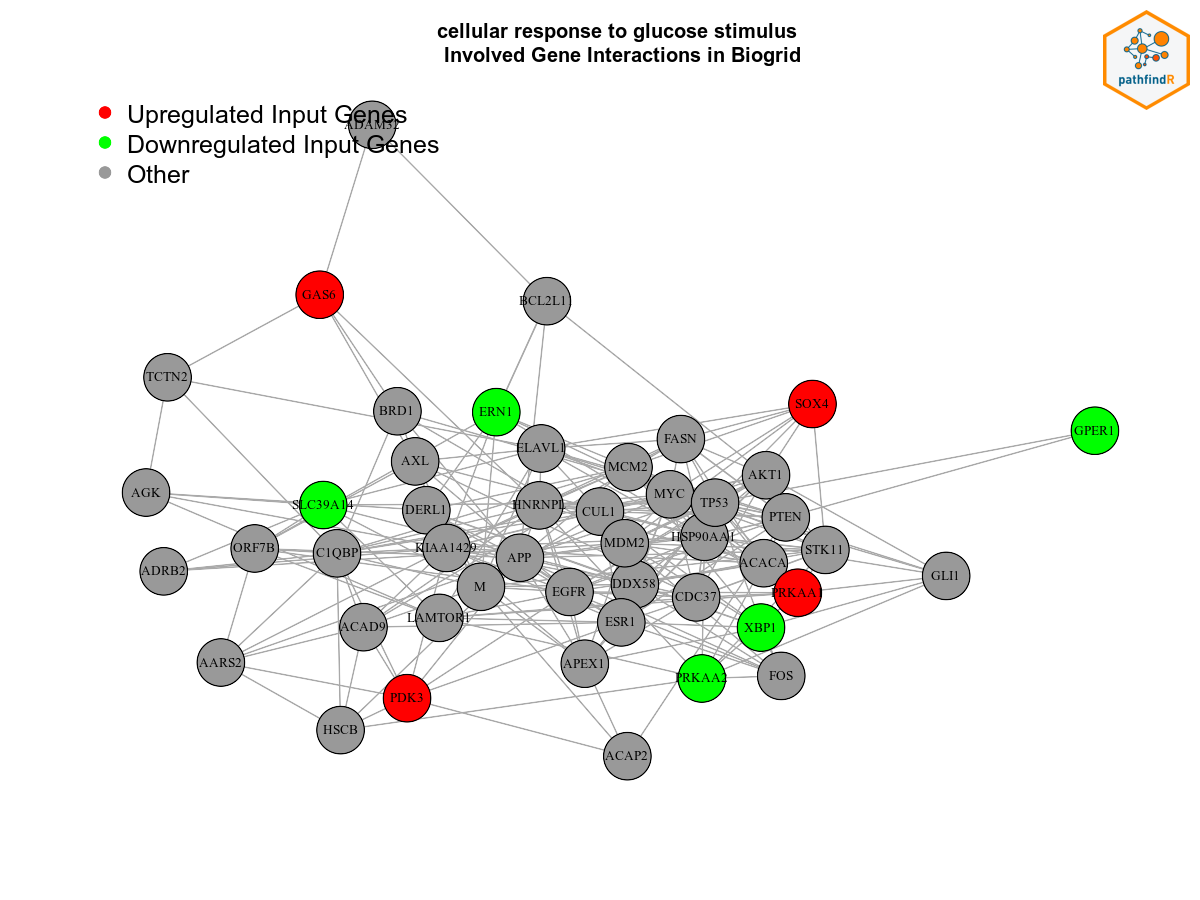 cellular response to glucose stimulus
Involved Gene Interactions in Biogrid
pathfindR
Upregulated Input Genes
Downregulated Input Genes
Other
ADAM32
GAS6
BCL2L1
TCTN2
BRD1
ERN1
SOX4
GPER1
ELAVL1
FASN
AXL
MCM2
AKT1
AGK
SLC39A14
DERL1
HNRNPL
CUL1
MYC
TP53
PTEN
ORF7B
C1QBP
KIAA1429
APP
MDM2
HSP90AA1
STK11
ADRB2
M
EGFR
DDX58
CDC37
ACACA
PRKAA1
GLI1
ACAD9
LAMTOR1
ESR1
XBP1
AARS2
APEX1
PRKAA2
FOS
PDK3
HSCB
ACAP2